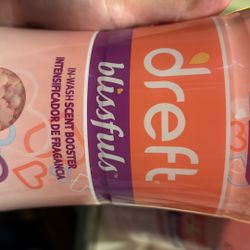 dreft
blissfuls
IN-WASH SCENT BOOSTER
INTENSIFICADOR DE FRAGANCIA